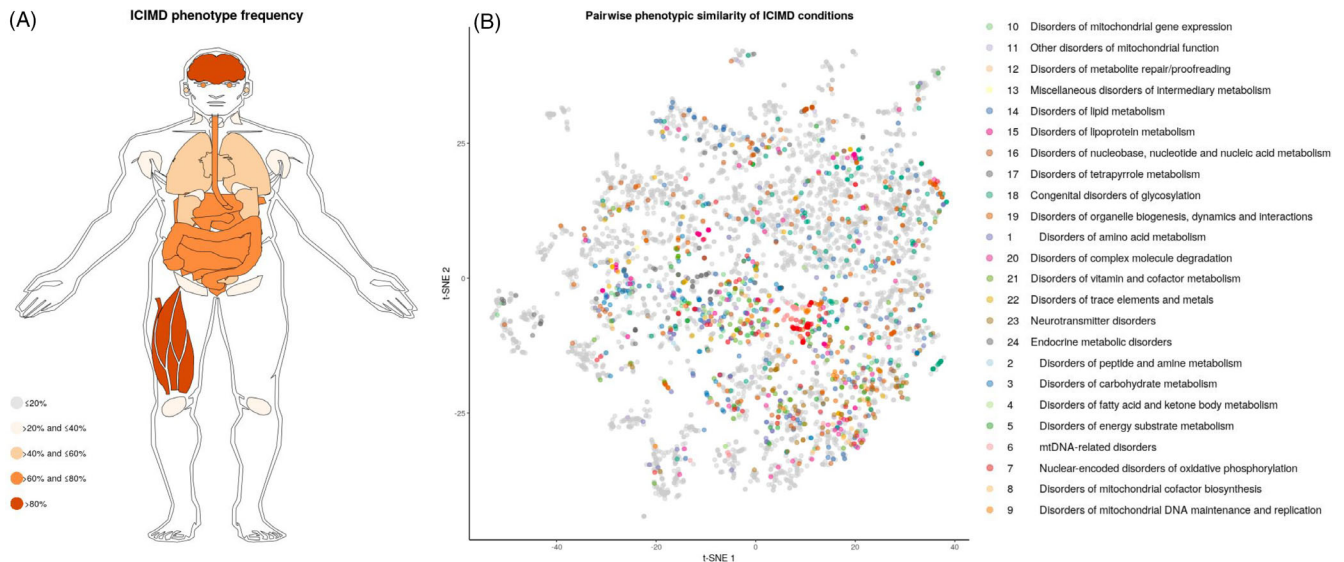 (A)
ICIMD phenotype frequency
≤20%
>20% and ≤40%
>40% and ≤60%
>60% and ≤80%
>80%
(B)
Pairwise phenotypic similarity of ICIMD conditions
t-SNE 2
25
0
-25
-40
-20
0
20
40
t-SNE 1
10 Disorders of mitochondrial gene expression
11 Other disorders of mitochondrial function
12 Disorders of metabolite repair/proofreading
13 Miscellaneous disorders of intermediary metabolism
14 Disorders of lipid metabolism
15 Disorders of lipoprotein metabolism
16 Disorders of nucleobase, nucleotide and nucleic acid metabolism
17 Disorders of tetrapyrrole metabolism
18 Congenital disorders of glycosylation
19 Disorders of organelle biogenesis, dynamics and interactions
1 Disorders of amino acid metabolism
20 Disorders of complex molecule degradation
21 Disorders of vitamin and cofactor metabolism
22 Disorders of trace elements and metals
23 Neurotransmitter disorders
24 Endocrine metabolic disorders
2 Disorders of peptide and amine metabolism
3 Disorders of carbohydrate metabolism
4 Disorders of fatty acid and ketone body metabolism
5 Disorders of energy substrate metabolism
6 mtDNA-related disorders
7 Nuclear-encoded disorders of oxidative phosphorylation
8 Disorders of mitochondrial cofactor biosynthesis
9 Disorders of mitochondrial DNA maintenance and replication